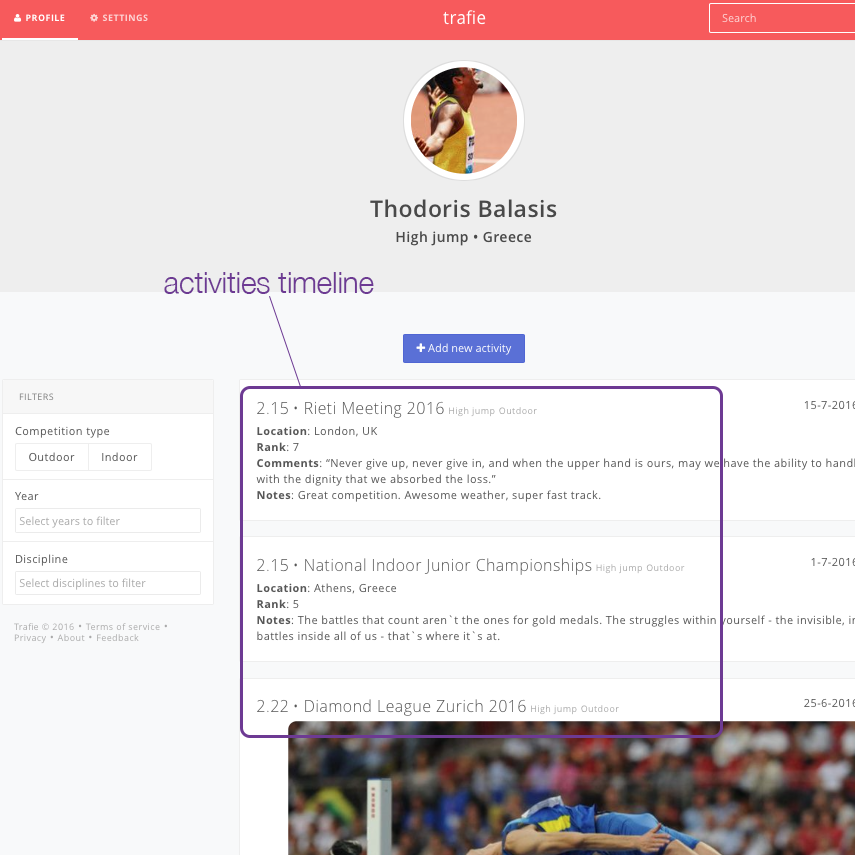 PROFILE
SETTINGS
trafie
Search
Thodoris Balasis
High jump • Greece
activities timeline
Add new activity
FILTERS
Competition type
Outdoor Indoor
Year
Select years to filter
Discipline
Select disciplines to filter
Trafie © 2016 • Terms of service •
Privacy • About • Feedback
2.15 • Rieti Meeting 2016 High jump Outdoor
15-7-2016
Location: London, UK
Rank: 7
Comments: “Never give up, never give in, and when the upper hand is ours, may we have the ability to handl
with the dignity that we absorbed the loss.”
Notes: Great competition. Awesome weather, super fast track.
2.15 • National Indoor Junior Championships High jump Outdoor
1-7-2016
Location: Athens, Greece
Rank: 5
Notes: The battles that count aren`t the ones for gold medals. The struggles within yourself - the invisible, in
battles inside all of us - that`s where it`s at.
2.22 • Diamond League Zurich 2016 High jump Outdoor
25-6-2016